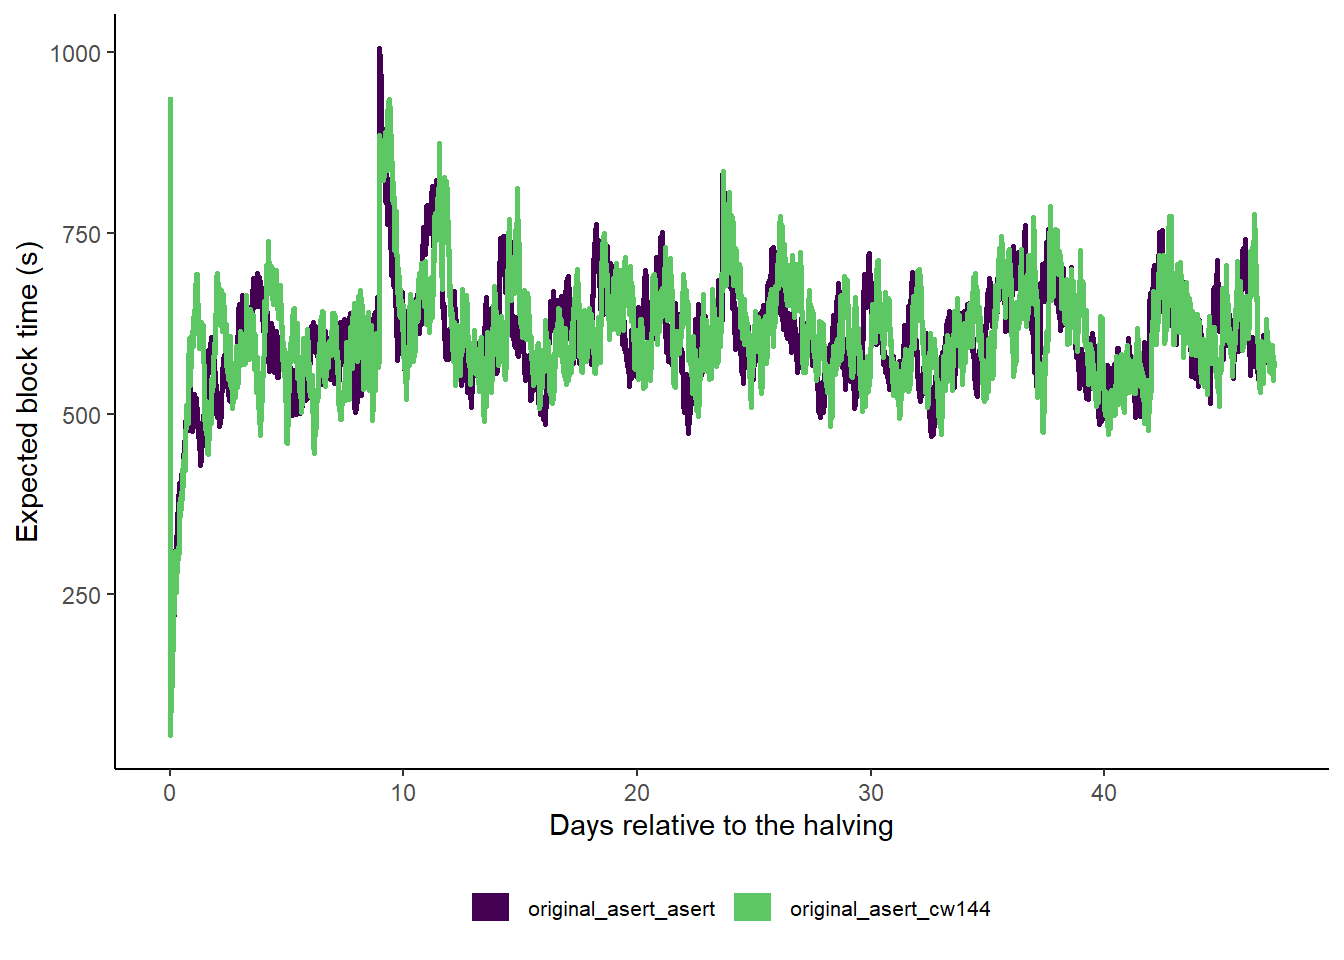 Expected block time (s)
1000
750
500
250
0 10 20 30 40
Days relative to the halving
original_asert_asert original_asert_cw144